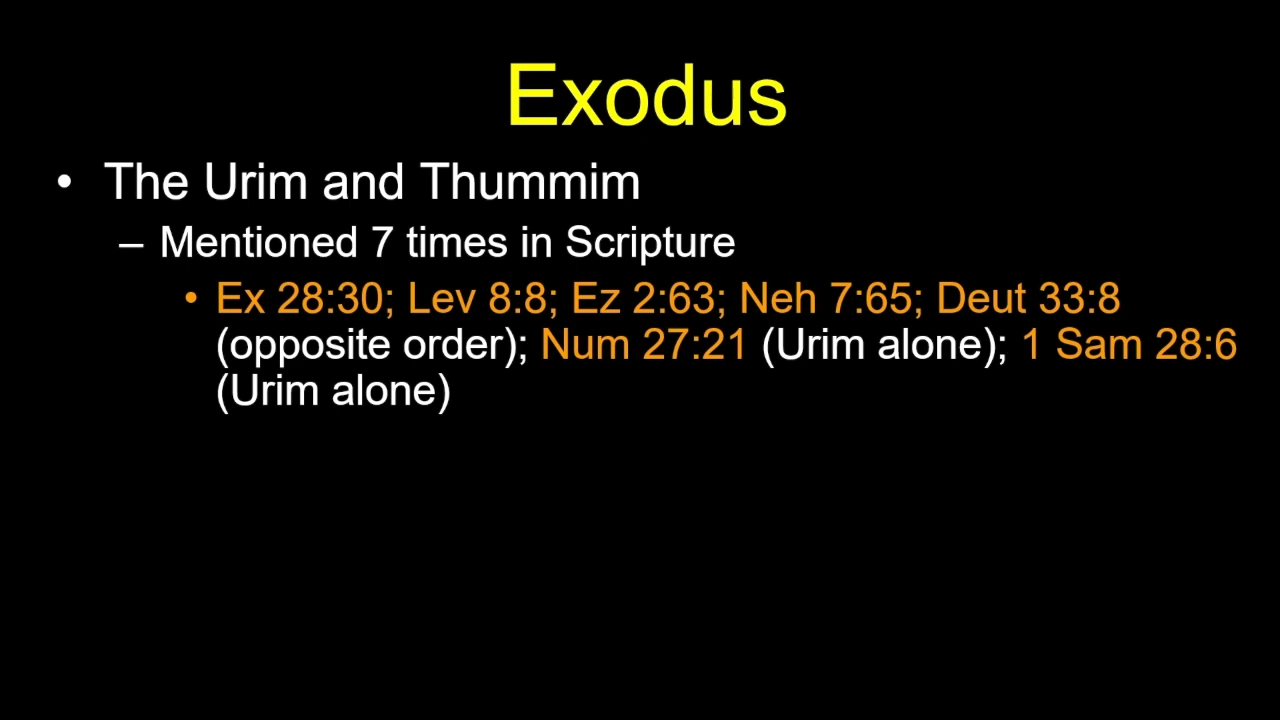 Exodus
• The Urim and Thummim
– Mentioned 7 times in Scripture
• Ex 28:30; Lev 8:8; Ez 2:63; Neh 7:65; Deut 33:8
(opposite order); Num 27:21 (Urim alone); 1 Sam 28:6
(Urim alone)